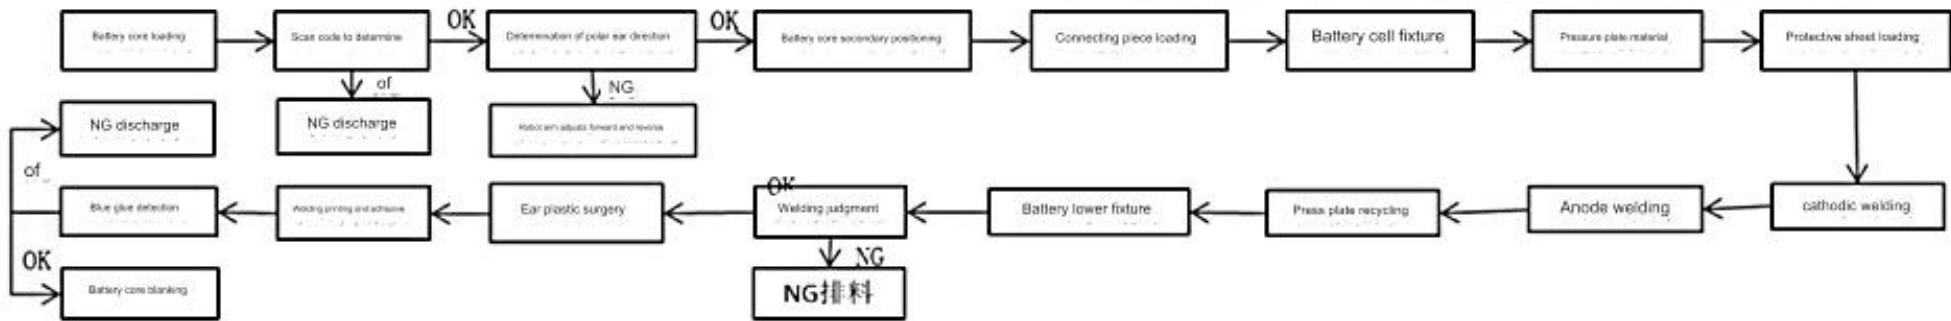 Battery core loading
Scan code to determine
OK
Determination of polar ear direction
OK
Battery core secondary positioning
Connecting piece loading
Battery cell fixture
Pressure plate material
Protective sheet loading
of
NG
NG discharge
NG discharge
Robot arm adjusts forward and reverse
of
Blue glue detection
Welding printing and adhesive
Ear plastic surgery
OK
Welding judgment
Battery lower fixture
Press plate recycling
Anode welding
cathodic welding
OK
NG
Battery core blanking
NG排料